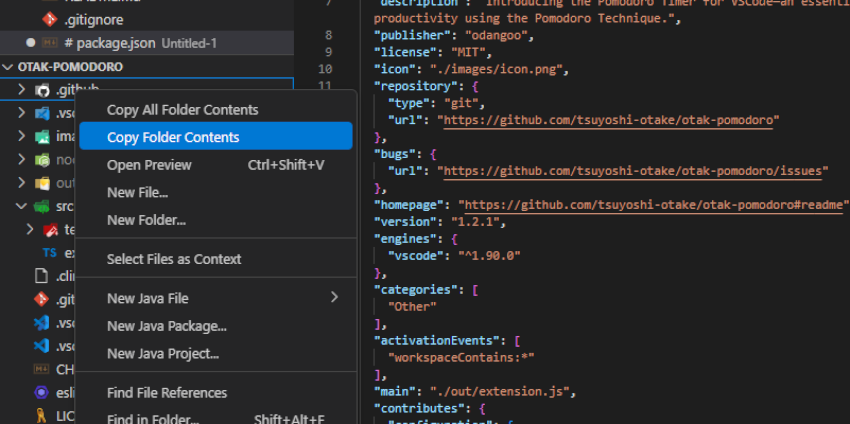 .gitignore
# package.json Untitled-1
OTAK-POMODORO
.github
.vs
ima
noc
out
src
te
TS ex
.clin
.git
.vsc
.vsc
CH
esli
LIC
Copy All Folder Contents
Copy Folder Contents
Open Preview Ctrl+Shift+V
New File...
New Folder...
Select Files as Context
New Java File
New Java Package...
New Java Project...
Find File References
Find in Folder... Shift+Alt+F
7
"description": "Introducing the Pomodoro Timer for VSCode—an essenti
productivity using the Pomodoro Technique.",
8 "publisher": "odangoo",
9 "license": "MIT",
10 "icon": "./images/icon.png",
11 "repository": {
"type": "git",
"url": "https://github.com/tsuyoshi-otake/otak-pomodoro"
},
"bugs": {
"url": "https://github.com/tsuyoshi-otake/otak-pomodoro/issues"
},
"homepage": "https://github.com/tsuyoshi-otake/otak-pomodoro#readme"
"version": "1.2.1",
"engines": {
"vscode": "^1.90.0"
},
"categories": [
"Other"
],
"activationEvents": [
"workspaceContains:*"
],
"main": "./out/extension.js",
"contributes": {
"configuration": {